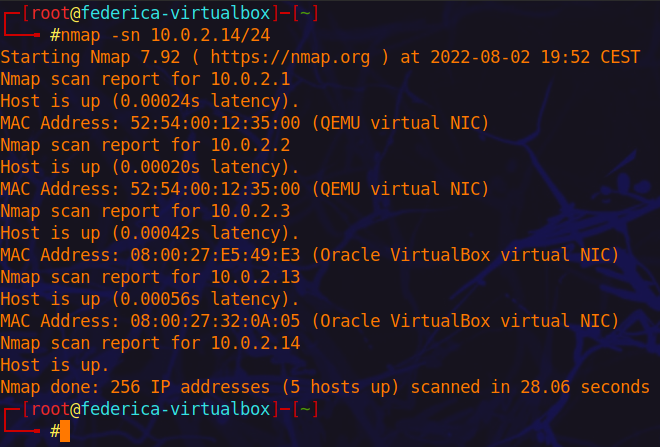 ┌─[root@federica-virtualbox]─[~]
└──╼ #nmap -sn 10.0.2.14/24
Starting Nmap 7.92 ( https://nmap.org ) at 2022-08-02 19:52 CEST
Nmap scan report for 10.0.2.1
Host is up (0.00024s latency).
MAC Address: 52:54:00:12:35:00 (QEMU virtual NIC)
Nmap scan report for 10.0.2.2
Host is up (0.00020s latency).
MAC Address: 52:54:00:12:35:00 (QEMU virtual NIC)
Nmap scan report for 10.0.2.3
Host is up (0.00042s latency).
MAC Address: 08:00:27:E5:49:E3 (Oracle VirtualBox virtual NIC)
Nmap scan report for 10.0.2.13
Host is up (0.00056s latency).
MAC Address: 08:00:27:32:0A:05 (Oracle VirtualBox virtual NIC)
Nmap scan report for 10.0.2.14
Host is up.
Nmap done: 256 IP addresses (5 hosts up) scanned in 28.06 seconds
┌─[root@federica-virtualbox]─[~]
└──╼ #